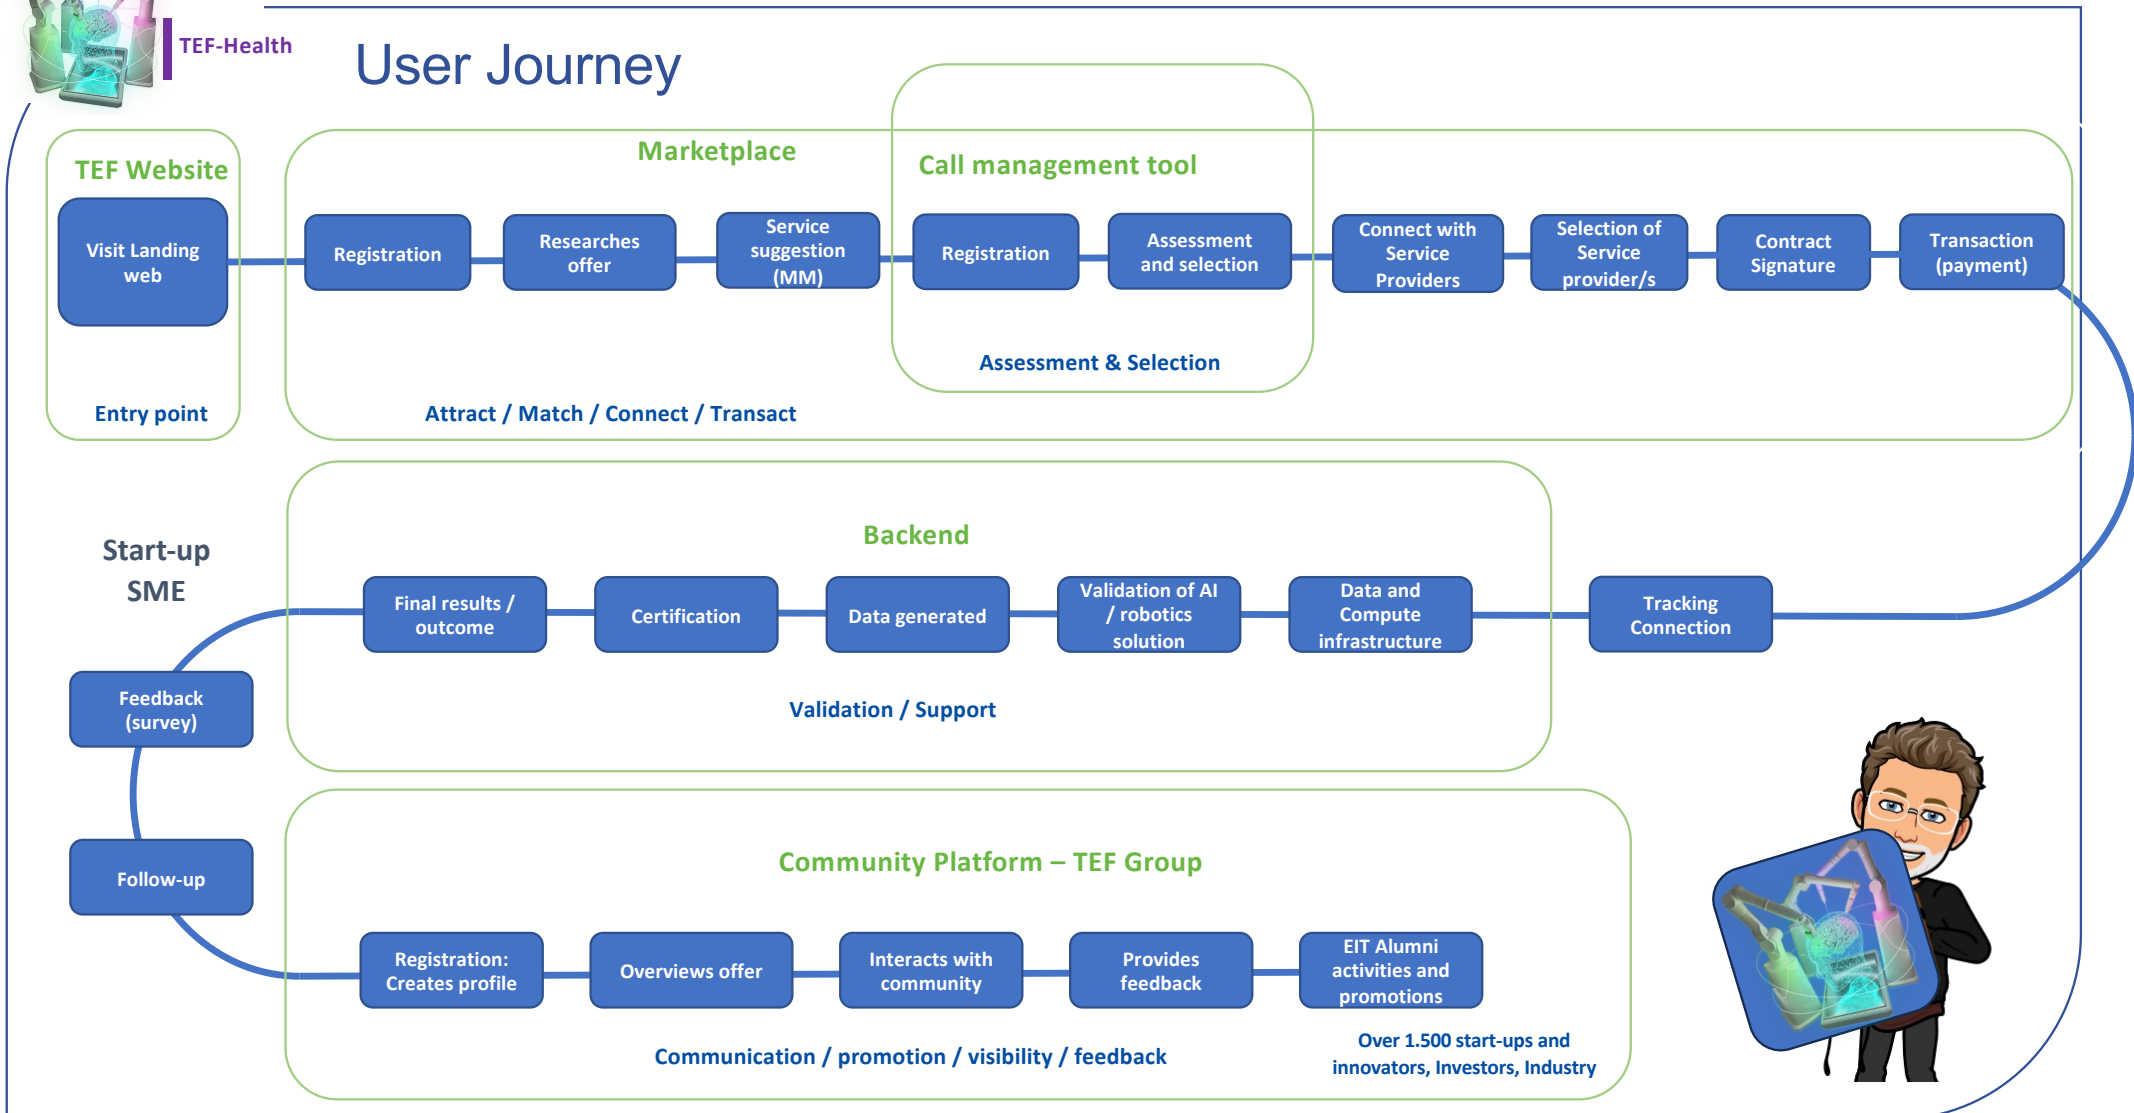 TEF-Health
User Journey
TEF Website
Marketplace
Call management tool
Visit Landing
web
Registration
Researches
offer
Service
suggestion
(MM)
Registration
Assessment
and selection
Connect with
Service
Providers
Selection of
Service
provider/s
Contract
Signature
Transaction
(payment)
Assessment & Selection
Entry point
Attract / Match / Connect / Transact
Start-up
SME
Backend
Final results /
outcome
Certification
Data generated
Validation of AI
/ robotics
solution
Data and
Compute
infrastructure
Tracking
Connection
Feedback
(survey)
Validation / Support
Follow-up
Community Platform – TEF Group
Registration:
Creates profile
Overviews offer
Interacts with
community
Provides
feedback
EIT Alumni
activities and
promotions
Communication / promotion / visibility / feedback
Over 1.500 start-ups and
innovators, Investors, Industry